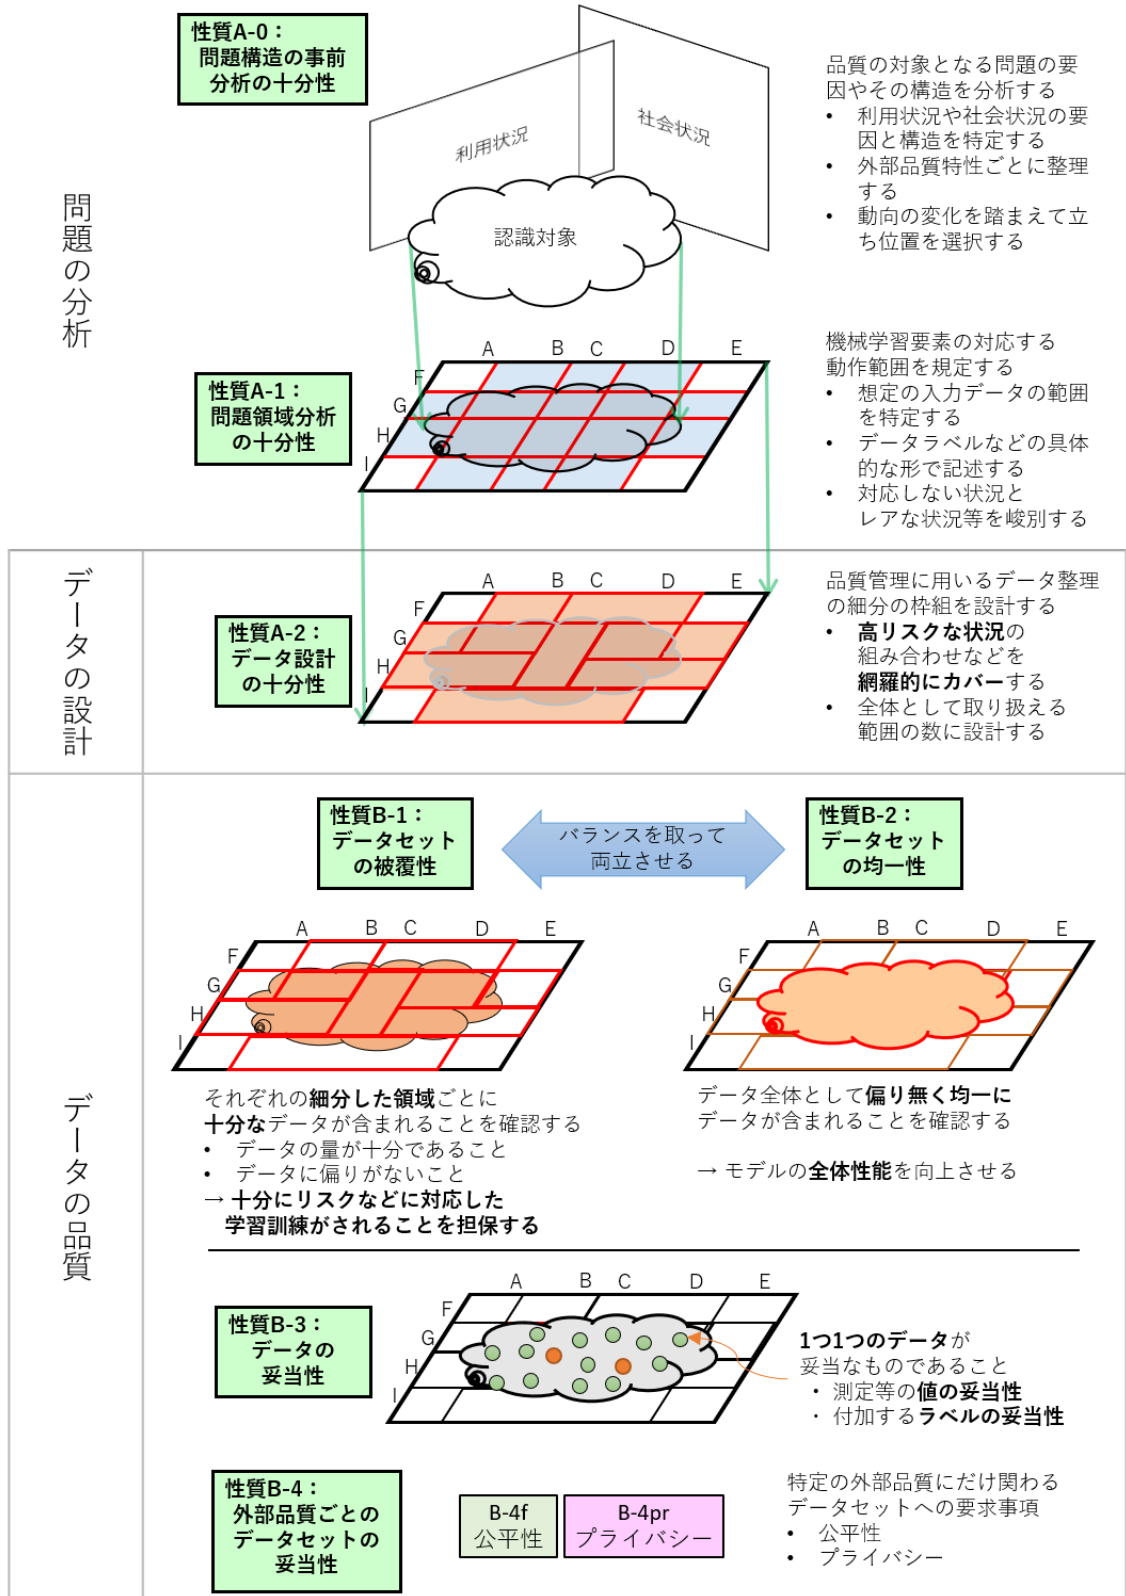 性質A-0：
問題構造の事前
分析の十分性
利用状況
社会状況
認識対象
品質の対象となる問題の要
因やその構造を分析する
• 利用状況や社会状況の要
因と構造を特定する
• 外部品質特性ごとに整理
する
• 動向の変化を踏まえて立
ち位置を選択する
問題の分析
性質A-1：
問題領域分析
の十分性
A B C D E
F
G
H
I
機械学習要素の対応する
動作範囲を規定する
• 想定の入力データの範囲
を特定する
• データラベルなどの具体
的な形で記述する
• 対応しない状況と
レアな状況等を峻別する
データの設計
性質A-2：
データ設計
の十分性
A B C D E
F
G
H
I
品質管理に用いるデータ整理
の細分の枠組を設計する
• 高リスクな状況の
組み合わせなどを
網羅的にカバーする
• 全体として取り扱える
範囲の数に設計する
データの品質
性質B-1：
データセット
の被覆性
バランスを取って
両立させる
性質B-2：
データセット
の均一性
A B C D E
F
G
H
I
A B C D E
F
G
H
I
それぞれの細分した領域ごとに
十分なデータが含まれることを確認する
• データの量が十分であること
• データに偏りがないこと
→ 十分にリスクなどに対応した
学習訓練がされることを担保する
データ全体として偏り無く均一に
データが含まれることを確認する
→ モデルの全体性能を向上させる
性質B-3：
データの
妥当性
A B C D E
F
G
H
I
1つ1つのデータが
妥当なものであること
・ 測定等の値の妥当性
・ 付加するラベルの妥当性
性質B-4：
外部品質ごとの
データセットの
妥当性
B-4f
公平性
B-4pr
プライバシー
特定の外部品質にだけ関わる
データセットへの要求事項
• 公平性
• プライバシー